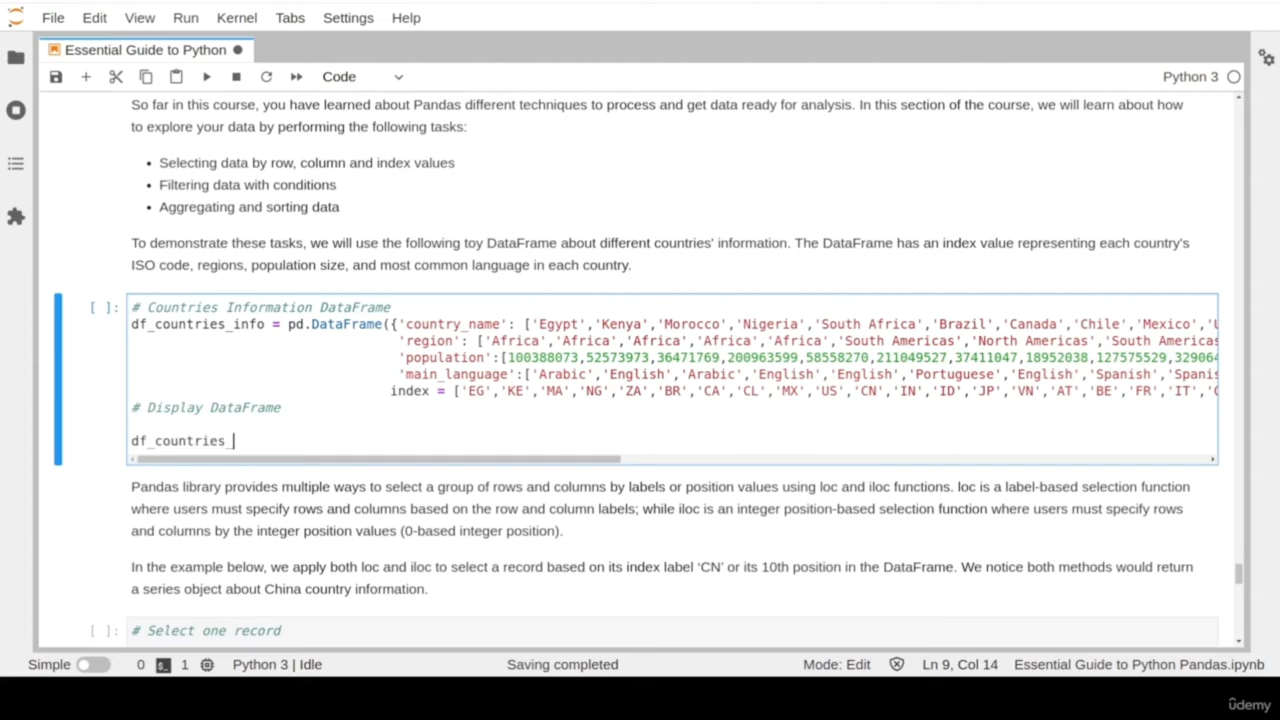 File Edit View Run Kernel Tabs Settings Help
Essential Guide to Python
Code Python 3
So far in this course, you have learned about Pandas different techniques to process and get data ready for analysis. In this section of the course, we will learn about how
to explore your data by performing the following tasks:
• Selecting data by row, column and index values
• Filtering data with conditions
• Aggregating and sorting data
To demonstrate these tasks, we will use the following toy DataFrame about different countries' information. The DataFrame has an index value representing each country's
ISO code, regions, population size, and most common language in each country.
[ ]: # Countries Information DataFrame
df_countries_info = pd.DataFrame({'country_name': ['Egypt','Kenya','Morocco','Nigeria','South Africa','Brazil','Canada','Chile','Mexico','U
'region': ['Africa','Africa','Africa','Africa','Africa','South Americas','North Americas','South Americas
'population':[100388073,52573973,36471769,200963599,58558270,211049527,37411047,18952038,127575529,329064
'main_language':['Arabic','English','Arabic','English','English','Portuguese','English','Spanish','Spanis
index = ['EG','KE','MA','NG','ZA','BR','CA','CL','MX','US','CN','IN','ID','JP','VN','AT','BE','FR','IT','
# Display DataFrame
df_countries_
Pandas library provides multiple ways to select a group of rows and columns by labels or position values using loc and iloc functions. loc is a label-based selection function
where users must specify rows and columns based on the row and column labels; while iloc is an integer position-based selection function where users must specify rows
and columns by the integer position values (0-based integer position).
In the example below, we apply both loc and iloc to select a record based on its index label ‘CN’ or its 10th position in the DataFrame. We notice both methods would return
a series object about China country information.
[ ]: # Select one record
Simple 0 $_ 1 Python 3 | Idle Saving completed Mode: Edit Ln 9, Col 14 Essential Guide to Python Pandas.ipynb
ûdemy